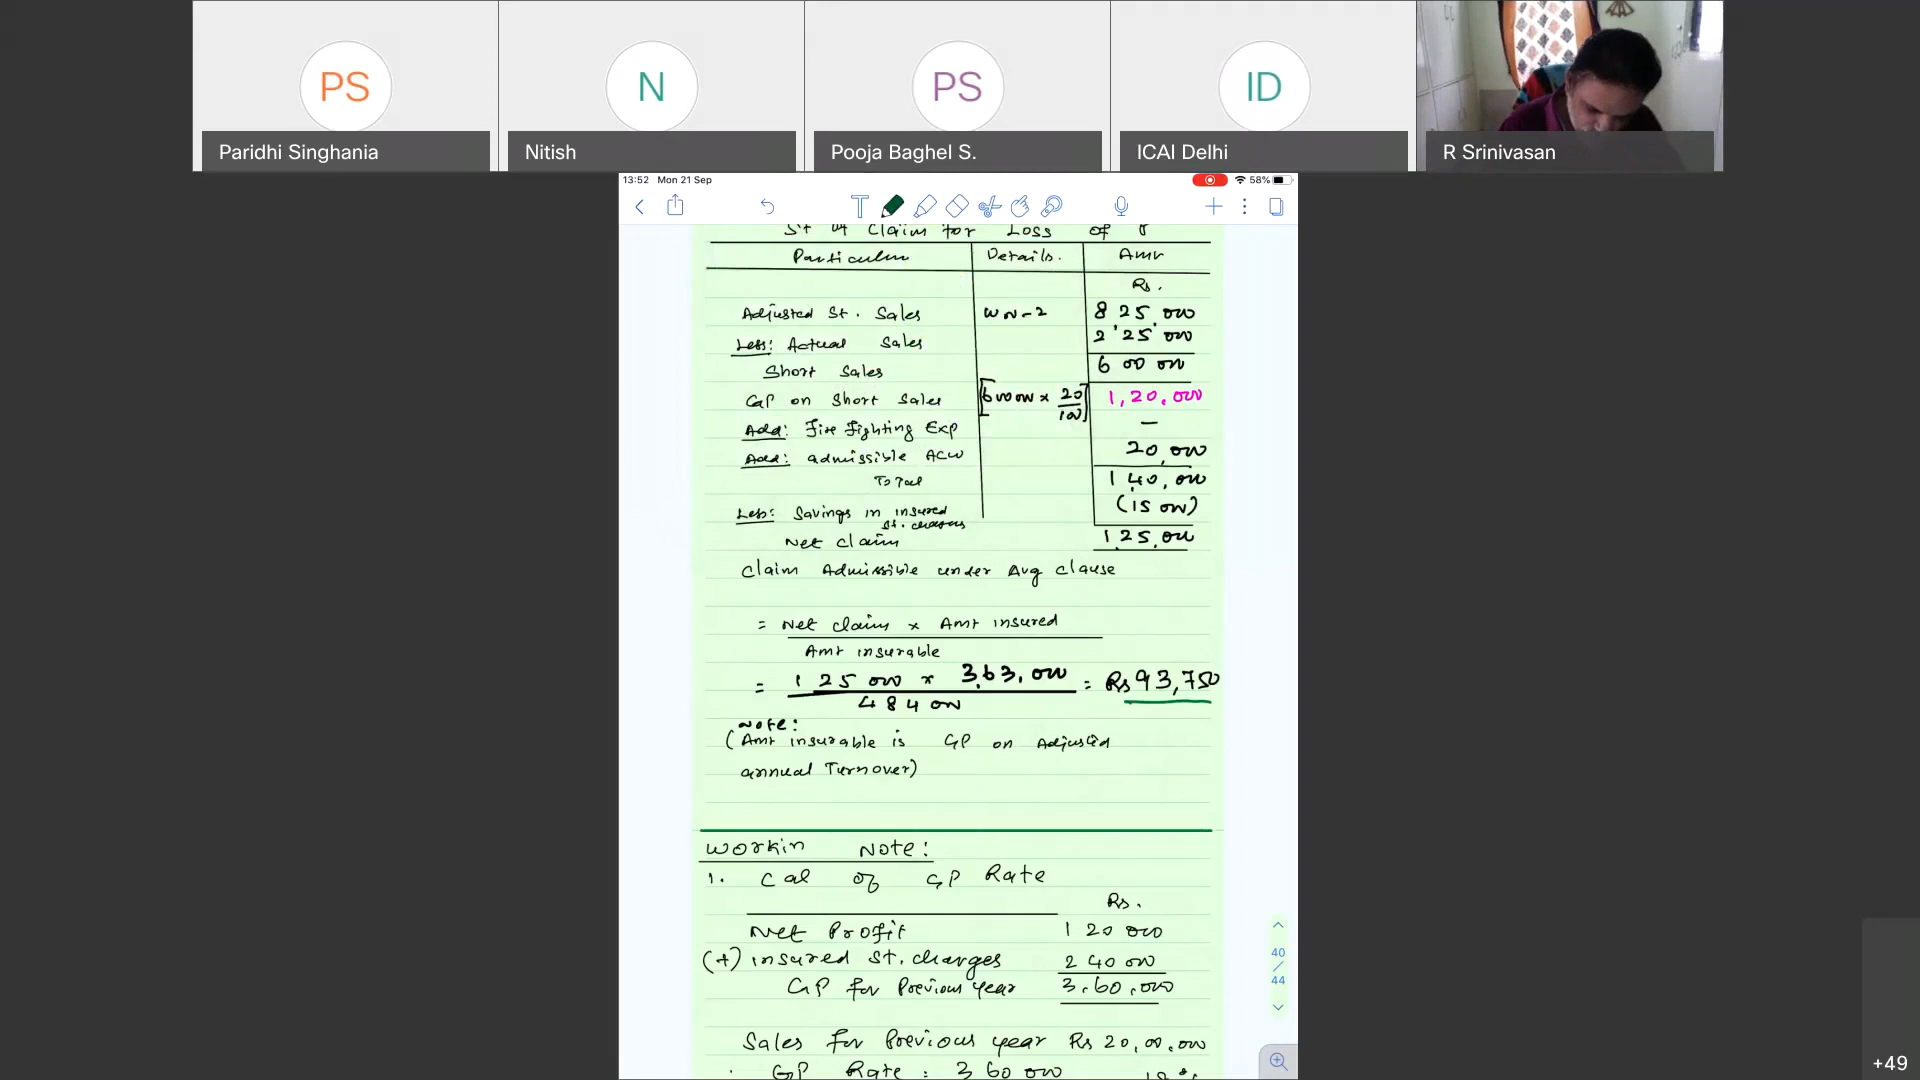 PS
N
PS
ID
Paridhi Singhania
Nitish
Pooja Baghel S.
ICAI Delhi
R Srinivasan
13:52 Mon 21 Sep
58%
St of Claim for Loss of P
Particulars Details. Amt
Rs.
Adjusted St. Sales WN-2 8 25,000
Less: Actual Sales 2 25,000
Short Sales 6 00 000
GP on Short Sales [600000 x 20/100] 1,20,000
Add: Fire Fighting Exp —
Add: admissible ACW 20,000
Total 1 40,000
Less: Savings in insured (15 000)
St. charges
Net claim 1 25,000
Claim Admissible under Avg clause
= Net claim x Amt insured
Amt insurable
= 1 25 000 x 3,63,000 = Rs 93,750
4 84 000
Note:
(Amt insurable is GP on Adjusted
annual Turnover)
Workin Note:
1. Cal of GP Rate
Rs.
Net Profit 1 20 000
(+) insured St. charges 2 40 000
GP for Previous year 3,60,000
Sales for Previous year Rs 20,00,000
GP Rate : 3 60 000 18%
40
/
44
+49